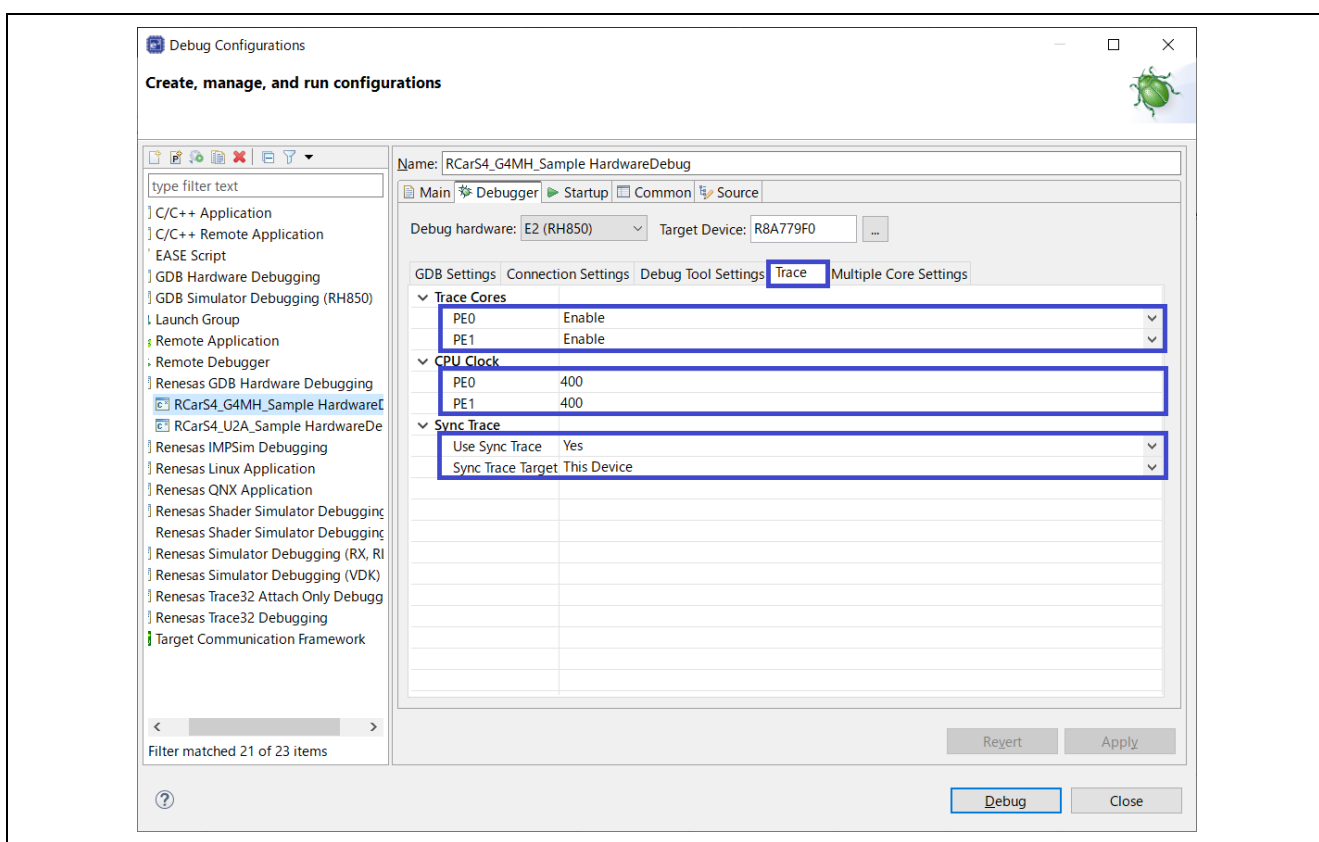 Debug Configurations
Create, manage, and run configurations
type filter text
C/C++ Application
C/C++ Remote Application
EASE Script
GDB Hardware Debugging
GDB Simulator Debugging (RH850)
Launch Group
Remote Application
Remote Debugger
Renesas GDB Hardware Debugging
RCarS4_G4MH_Sample HardwareD
RCarS4_U2A_Sample HardwareDe
Renesas IMPSim Debugging
Renesas Linux Application
Renesas QNX Application
Renesas Shader Simulator Debugging
Renesas Shader Simulator Debugging
Renesas Simulator Debugging (RX, RI
Renesas Simulator Debugging (VDK)
Renesas Trace32 Attach Only Debugg
Renesas Trace32 Debugging
Target Communication Framework
Filter matched 21 of 23 items
Name: RCarS4_G4MH_Sample HardwareDebug
Main Debugger Startup Common Source
Debug hardware: E2 (RH850) Target Device: R8A779F0 ...
GDB Settings Connection Settings Debug Tool Settings Trace Multiple Core Settings
Trace Cores
PE0 Enable
PE1 Enable
CPU Clock
PE0 400
PE1 400
Sync Trace
Use Sync Trace Yes
Sync Trace Target This Device
Revert Apply
Debug Close